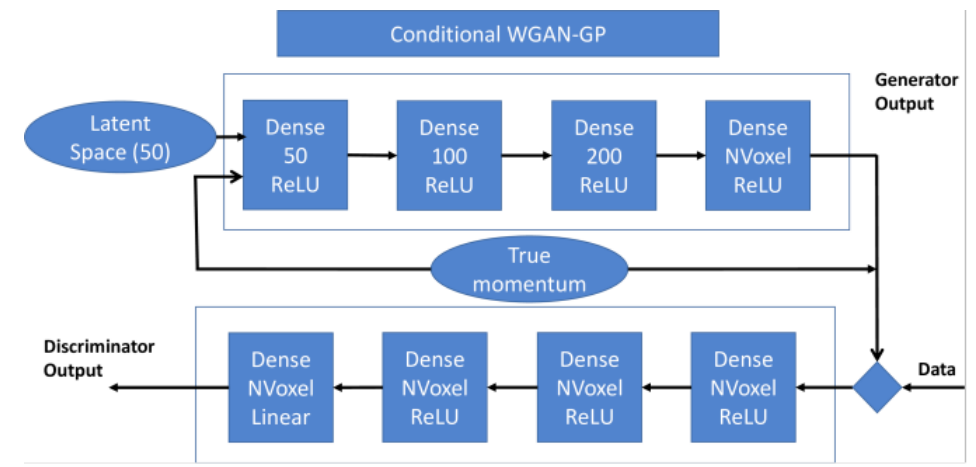 Conditional WGAN-GP
Generator
Output
Latent
Space (50)
Dense
50
ReLU
Dense
100
ReLU
Dense
200
ReLU
Dense
NVoxel
ReLU
True
momentum
Discriminator
Output
Dense
NVoxel
Linear
Dense
NVoxel
ReLU
Dense
NVoxel
ReLU
Dense
NVoxel
ReLU
Data